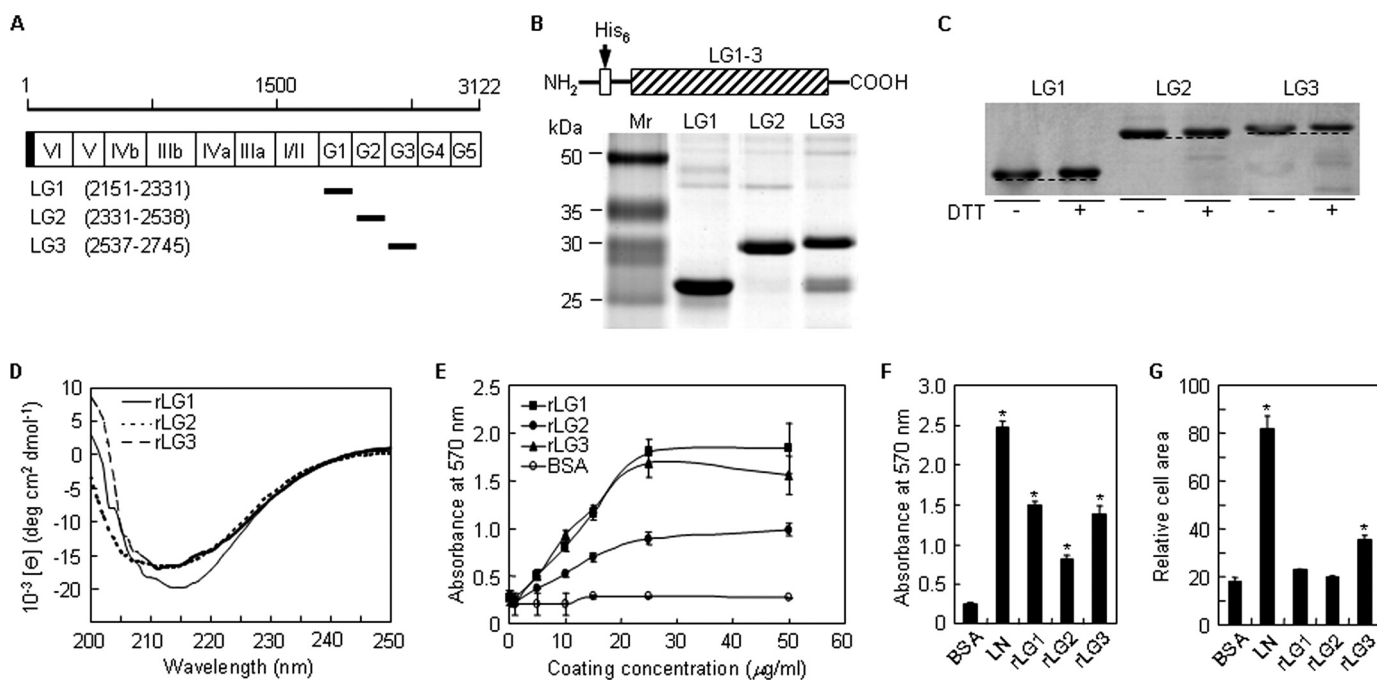 A
1 1500 3122
VI V IVb IIIb IVa IIIa I/II G1 G2 G3 G4 G5
LG1 (2151-2331)
LG2 (2331-2538)
LG3 (2537-2745)
B
His6
LG1-3
NH2 COOH
kDa Mr LG1 LG2 LG3
50
35
30
25
C
LG1 LG2 LG3
DTT - + - + - +
D
10-3 [Θ] (deg cm2 dmol-1)
10
5
0
-5
-10
-15
-20
rLG1
rLG2
rLG3
200 210 220 230 240 250
Wavelength (nm)
E
Absorbance at 570 nm
2.5
2.0
1.5
1.0
0.5
0
rLG1
rLG2
rLG3
BSA
0 10 20 30 40 50 60
Coating concentration (μg/ml)
F
Absorbance at 570 nm
3.0
2.5
2.0
1.5
1.0
0.5
0
* * * *
BSA LN rLG1 rLG2 rLG3
G
Relative cell area
100
80
60
40
20
0
* *
BSA LN rLG1 rLG2 rLG3